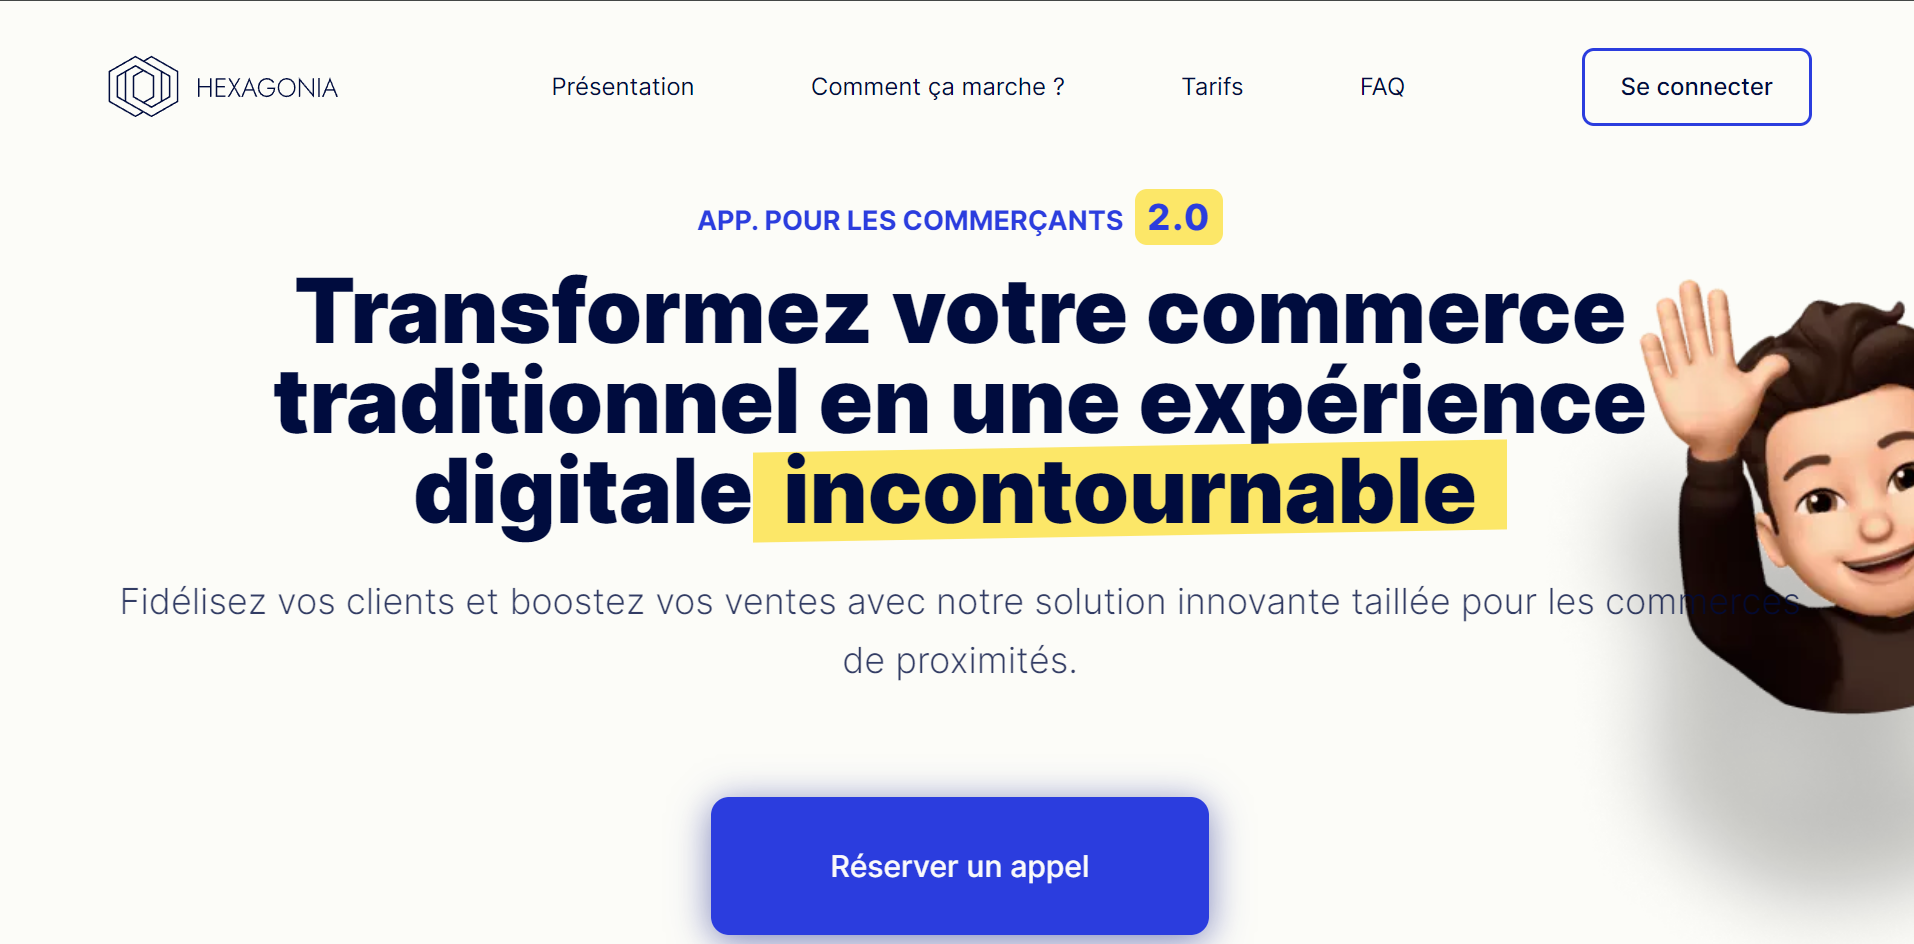 HEXAGONIA
Présentation
Comment ça marche ?
Tarifs
FAQ
Se connecter
APP. POUR LES COMMERÇANTS 2.0
Transformez votre commerce
traditionnel en une expérience
digitale incontournable
Fidélisez vos clients et boostez vos ventes avec notre solution innovante taillée pour les commerces
de proximités.
Réserver un appel